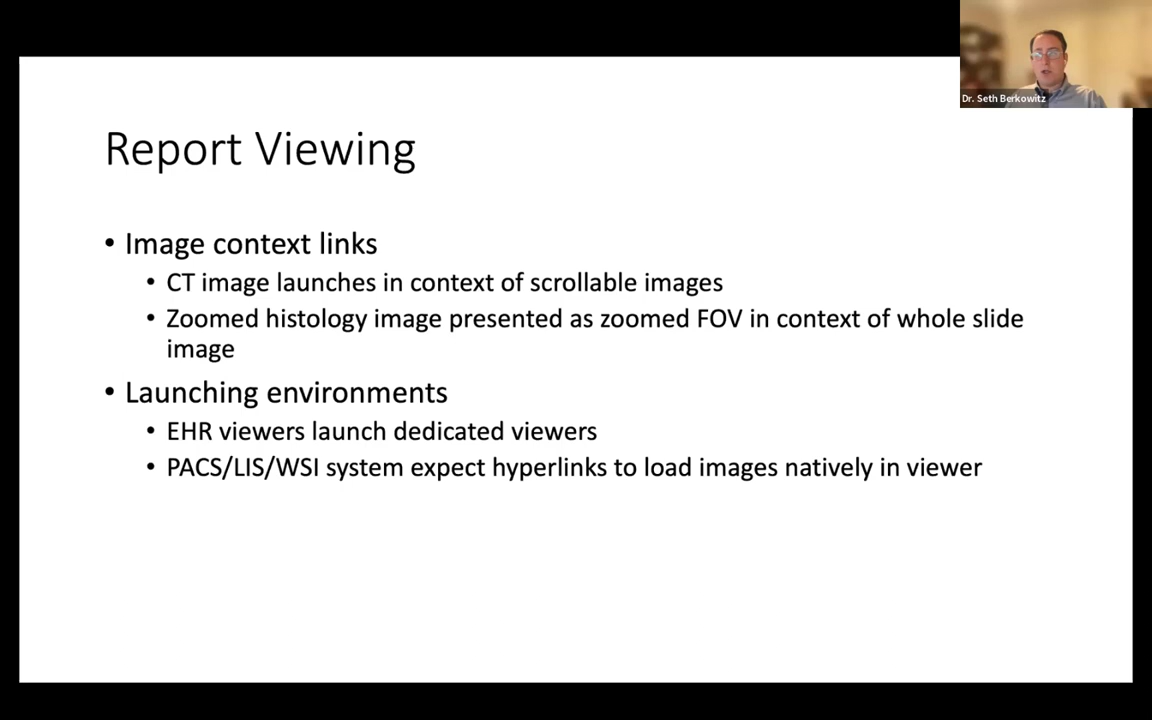 Dr. Seth Berkowitz
Report Viewing
• Image context links
• CT image launches in context of scrollable images
• Zoomed histology image presented as zoomed FOV in context of whole slide
image
• Launching environments
• EHR viewers launch dedicated viewers
• PACS/LIS/WSI system expect hyperlinks to load images natively in viewer